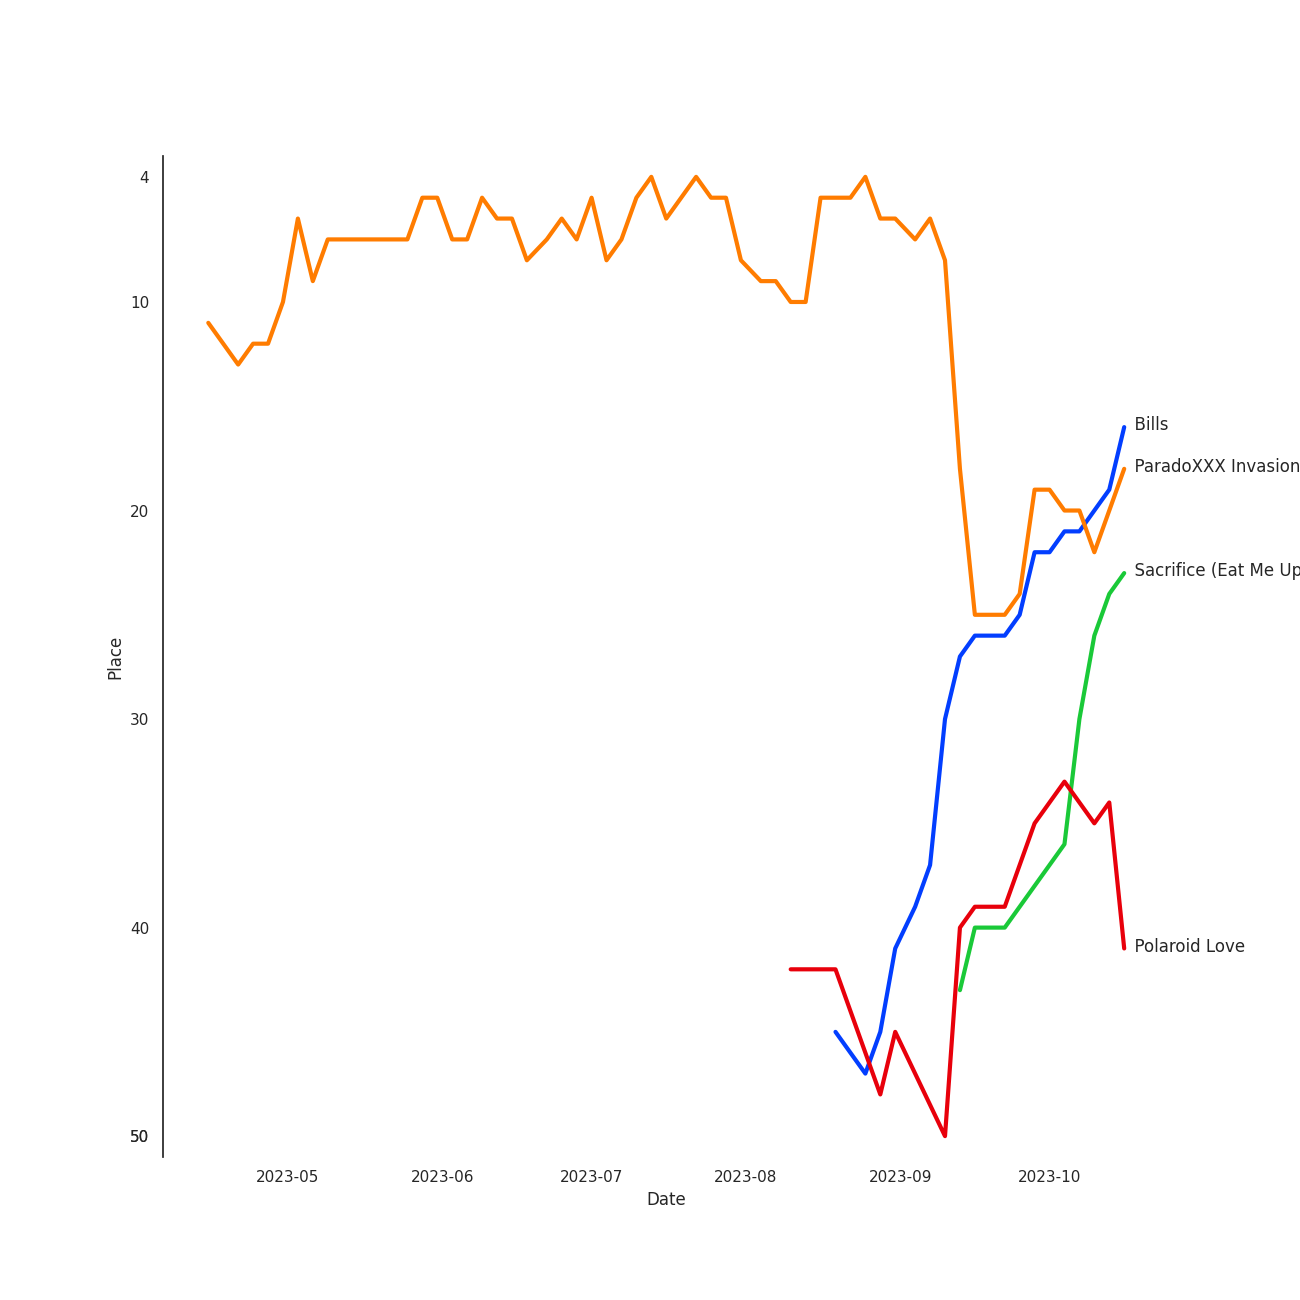 4
10
Bills
ParadoXXX Invasion
20
Sacrifice (Eat Me Up
Place
30
40
Polaroid Love
50
2023-05 2023-06 2023-07 2023-08 2023-09 2023-10
Date